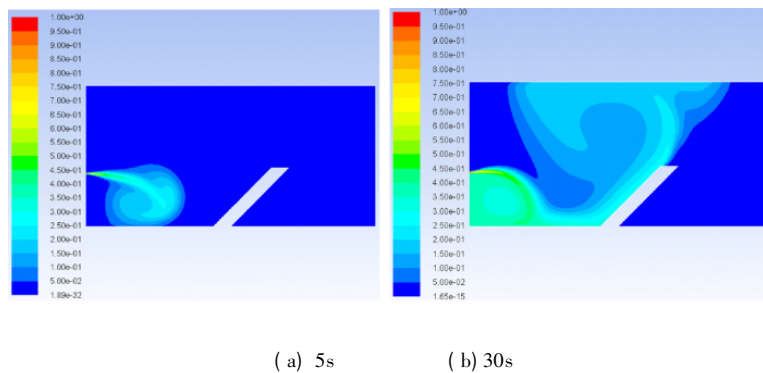 1.00e+00
9.50e-01
9.00e-01
8.50e-01
8.00e-01
7.50e-01
7.00e-01
6.50e-01
6.00e-01
5.50e-01
5.00e-01
4.50e-01
4.00e-01
3.50e-01
3.00e-01
2.50e-01
2.00e-01
1.50e-01
1.00e-01
5.00e-02
1.89e-32
1.00e+00
9.50e-01
9.00e-01
8.50e-01
8.00e-01
7.50e-01
7.00e-01
6.50e-01
6.00e-01
5.50e-01
5.00e-01
4.50e-01
4.00e-01
3.50e-01
3.00e-01
2.50e-01
2.00e-01
1.50e-01
1.00e-01
5.00e-02
1.65e-15
( a) 5s ( b) 30s